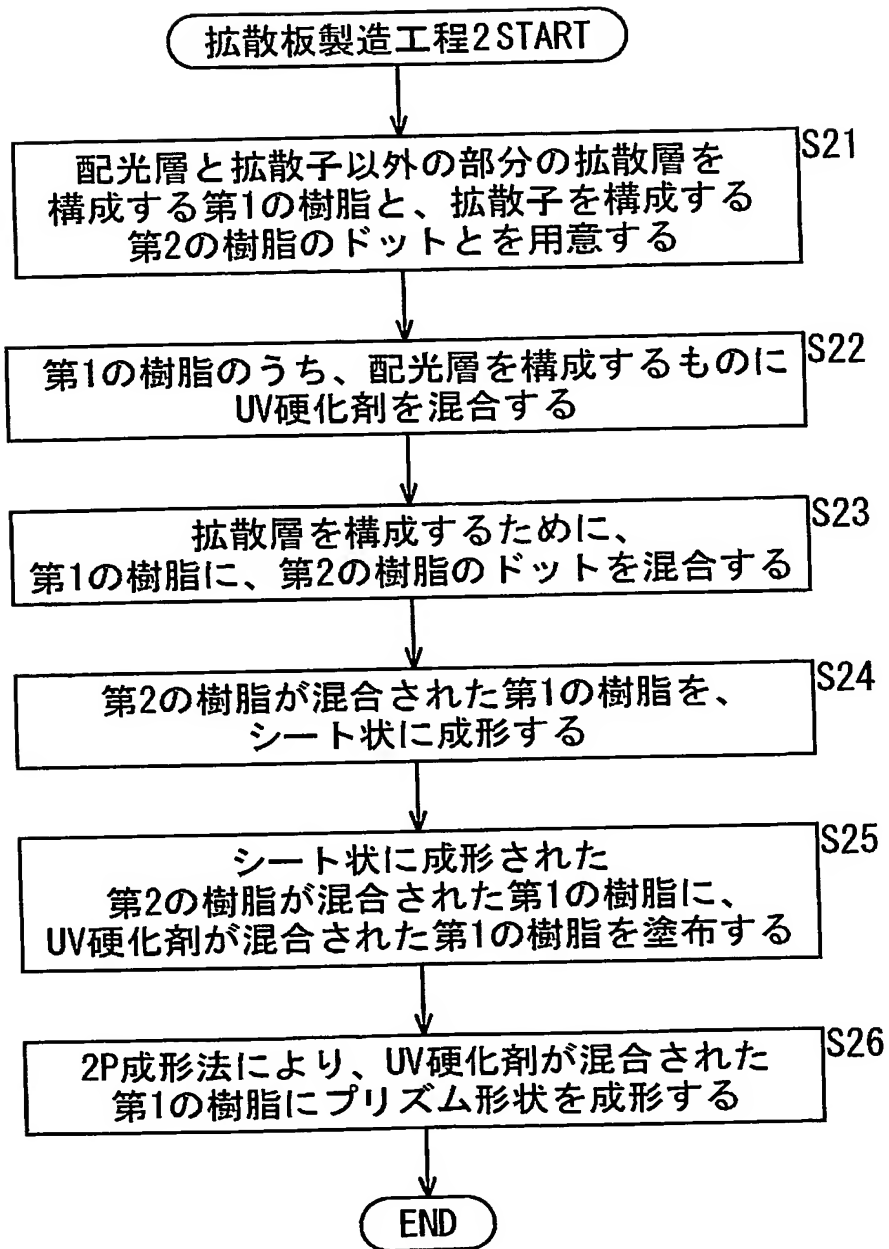 拡散板製造工程2 START
S21
配光層と拡散子以外の部分の拡散層を
構成する第1の樹脂と、拡散子を構成する
第2の樹脂のドットとを用意する
S22
第1の樹脂のうち、配光層を構成するものに
UV硬化剤を混合する
S23
拡散層を構成するために、
第1の樹脂に、第2の樹脂のドットを混合する
S24
第2の樹脂が混合された第1の樹脂を、
シート状に成形する
S25
シート状に成形された
第2の樹脂が混合された第1の樹脂に、
UV硬化剤が混合された第1の樹脂を塗布する
S26
2P成形法により、UV硬化剤が混合された
第1の樹脂にプリズム形状を成形する
END